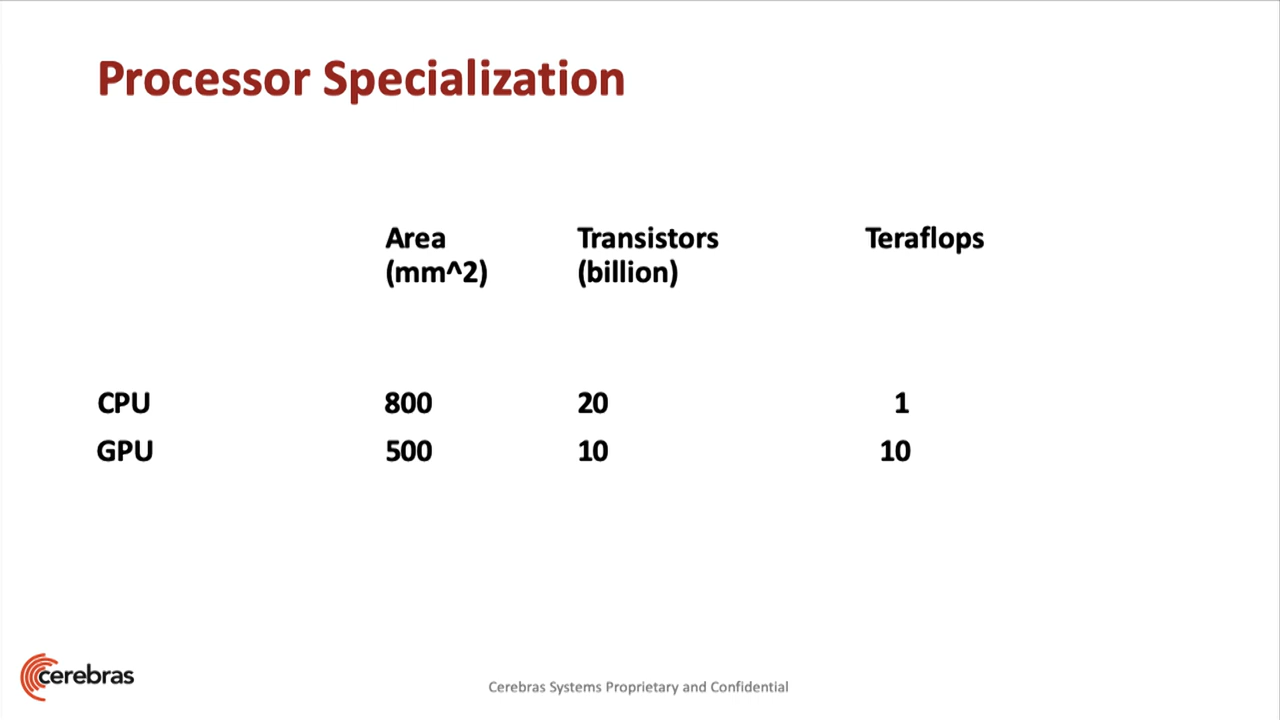 Processor Specialization
Area Transistors Teraflops
(mm^2) (billion)
CPU 800 20 1
GPU 500 10 10
cerebras
Cerebras Systems Proprietary and Confidential